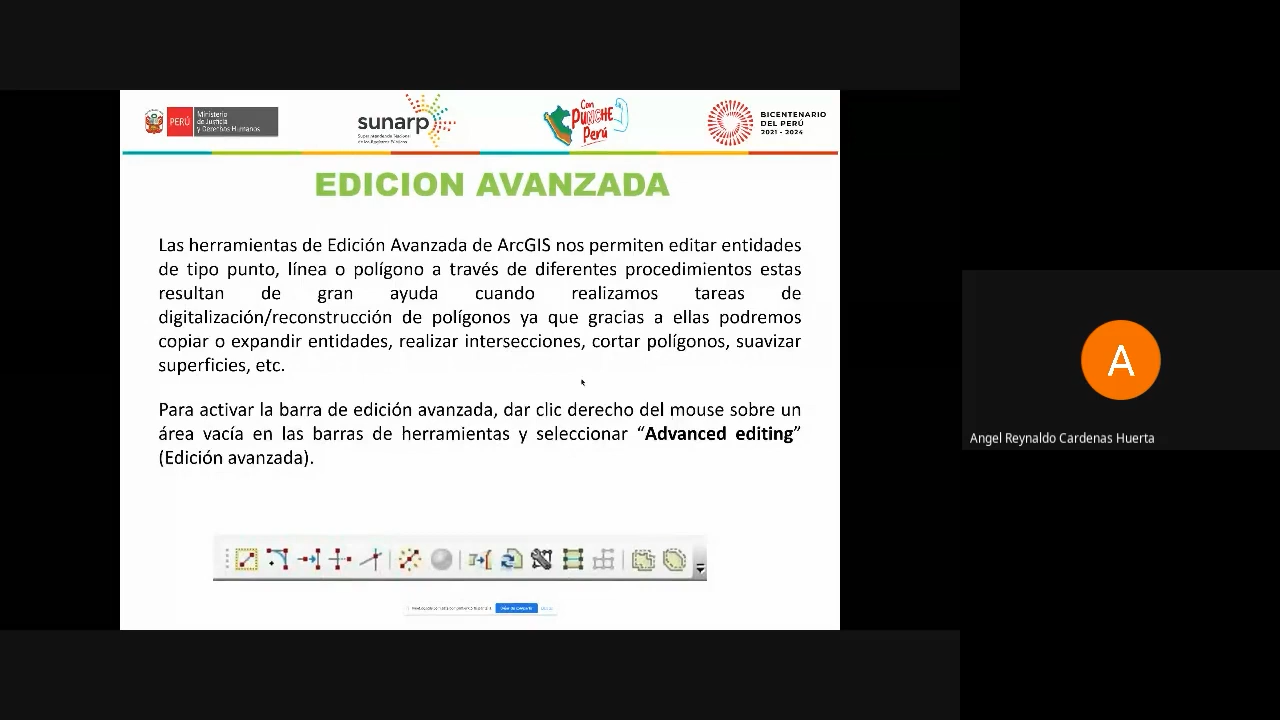 PERÚ
Ministerio
de Justicia
y Derechos Humanos
sunarp
Superintendencia Nacional
de los Registros Públicos
Con
PUNCHE
Perú
BICENTENARIO
DEL PERÚ
2021 - 2024
EDICION AVANZADA
Las herramientas de Edición Avanzada de ArcGIS nos permiten editar entidades
de tipo punto, línea o polígono a través de diferentes procedimientos estas
resultan de gran ayuda cuando realizamos tareas de
digitalización/reconstrucción de polígonos ya que gracias a ellas podremos
copiar o expandir entidades, realizar intersecciones, cortar polígonos, suavizar
superficies, etc.
Para activar la barra de edición avanzada, dar clic derecho del mouse sobre un
área vacía en las barras de herramientas y seleccionar “Advanced editing”
(Edición avanzada).
A
Angel Reynaldo Cardenas Huerta